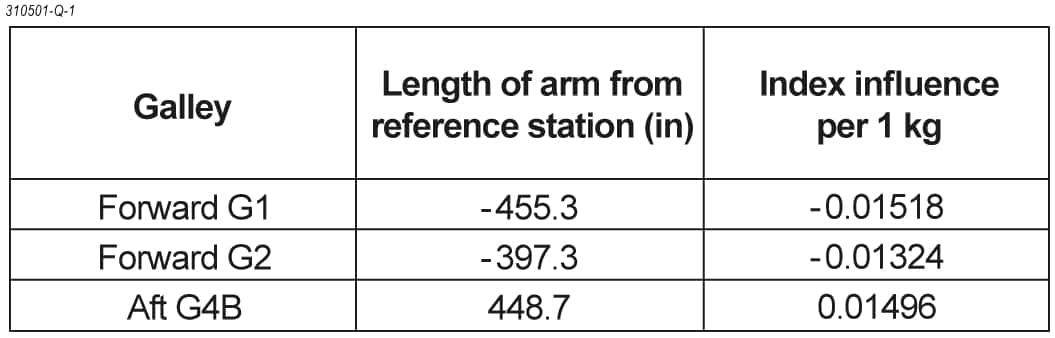 310501-Q-1
Galley
Length of arm from
reference station (in)
Index influence
per 1 kg
Forward G1 -455.3 -0.01518
Forward G2 -397.3 -0.01324
Aft G4B 448.7 0.01496